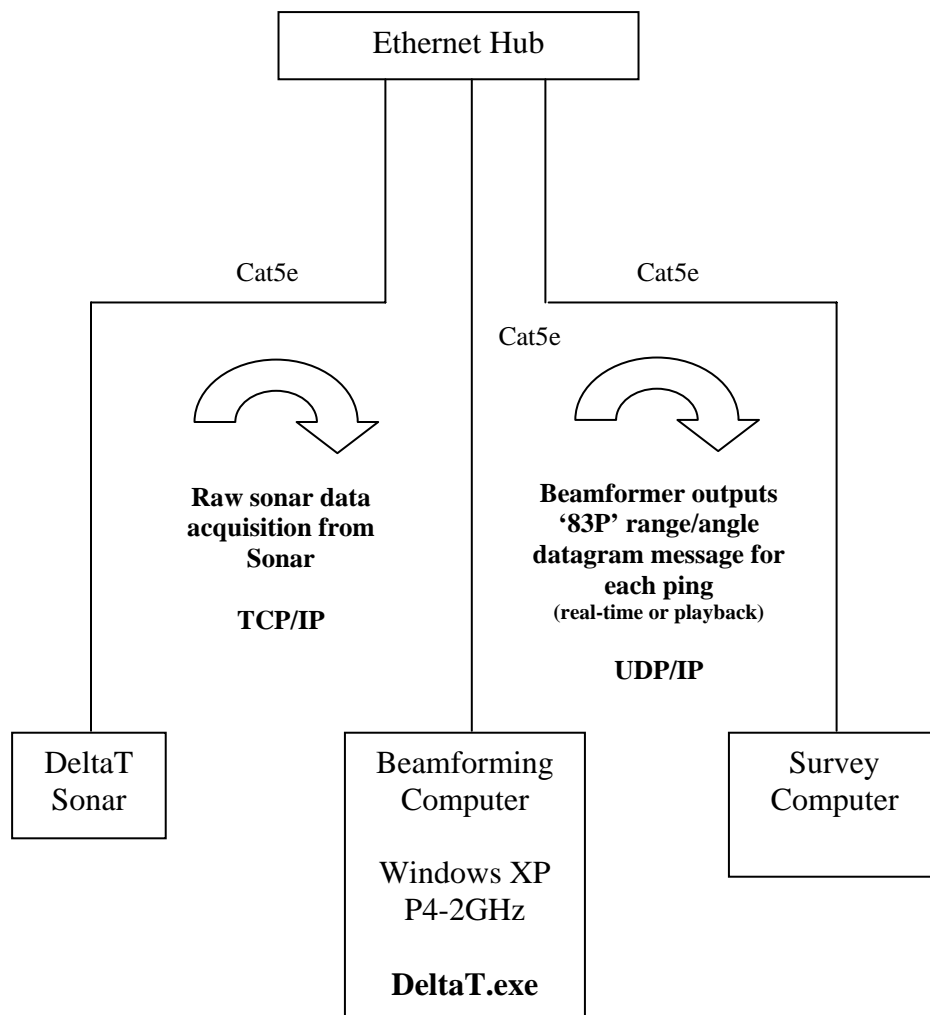 Ethernet Hub
Cat5e
Cat5e
Cat5e
Raw sonar data
acquisition from
Sonar
TCP/IP
Beamformer outputs
‘83P’ range/angle
datagram message for
each ping
(real-time or playback)
UDP/IP
DeltaT
Sonar
Beamforming
Computer
Windows XP
P4-2GHz
DeltaT.exe
Survey
Computer